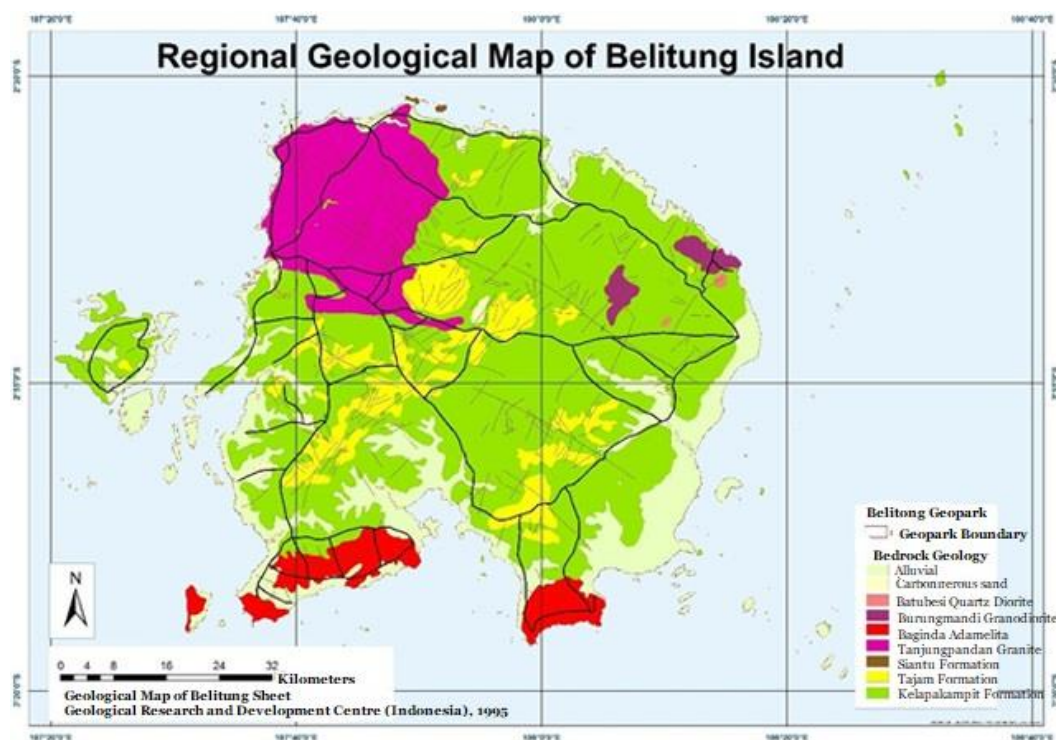 Regional Geological Map of Belitung Island
N
0 4 8 16 24 32
Kilometers
Geological Map of Belitung Sheet
Geological Research and Development Centre (Indonesia), 1995
Belitong Geopark
Geopark Boundary
Bedrock Geology
Alluvial
Carbonnerous sand
Batubesi Quartz Diorite
Burungmandi Granodiorite
Baginda Adamelita
Tanjungpandan Granite
Siantu Formation
Tajam Formation
Kelapakampit Formation